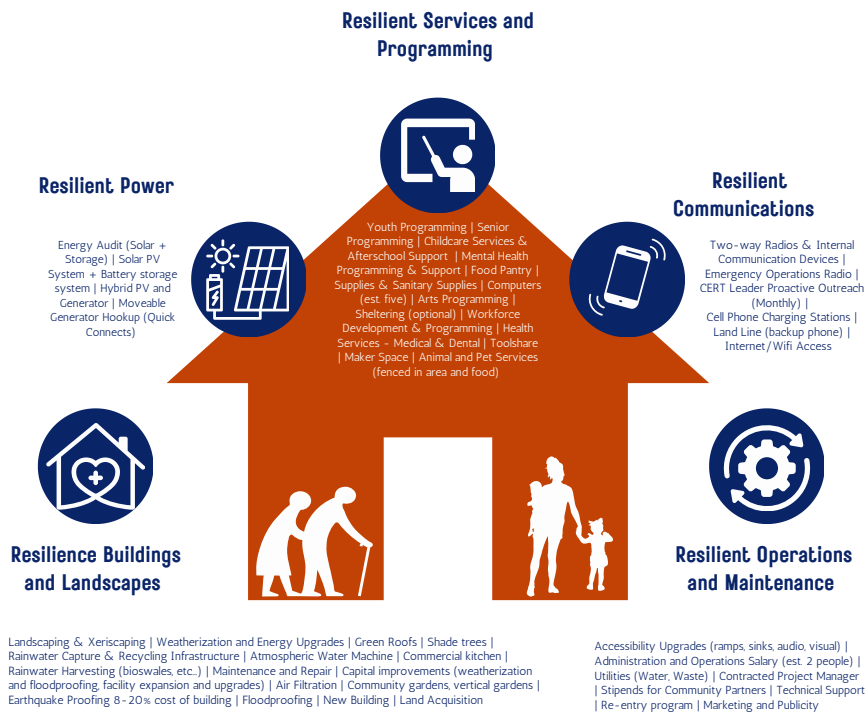 Resilient Services and
Programming
Resilient Power
Energy Audit (Solar +
Storage) | Solar PV
System + Battery storage
system | Hybrid PV and
Generator | Moveable
Generator Hookup (Quick
Connects)
Youth Programming | Senior
Programming | Childcare Services &
Afterschool Support | Mental Health
Programming & Support | Food Pantry |
Supplies & Sanitary Supplies | Computers
(est. five) | Arts Programming |
Sheltering (optional) | Workforce
Development & Programming | Health
Services - Medical & Dental | Toolshare
| Maker Space | Animal and Pet Services
(fenced in area and food)
Resilient
Communications
Two-way Radios & Internal
Communication Devices |
Emergency Operations Radio |
CERT Leader Proactive Outreach
(Monthly) |
Cell Phone Charging Stations |
Land Line (backup phone) |
Internet/Wifi Access
Resilience Buildings
and Landscapes
Landscaping & Xeriscaping | Weatherization and Energy Upgrades | Green Roofs | Shade trees |
Rainwater Capture & Recycling Infrastructure | Atmospheric Water Machine | Commercial kitchen |
Rainwater Harvesting (bioswales, etc..) | Maintenance and Repair | Capital improvements (weatherization
and floodproofing, facility expansion and upgrades) | Air Filtration | Community gardens, vertical gardens |
Earthquake Proofing 8-20% cost of building | Floodproofing | New Building | Land Acquisition
Resilient Operations
and Maintenance
Accessibility Upgrades (ramps, sinks, audio, visual) |
Administration and Operations Salary (est. 2 people) |
Utilities (Water, Waste) | Contracted Project Manager
| Stipends for Community Partners | Technical Support
| Re-entry program | Marketing and Publicity